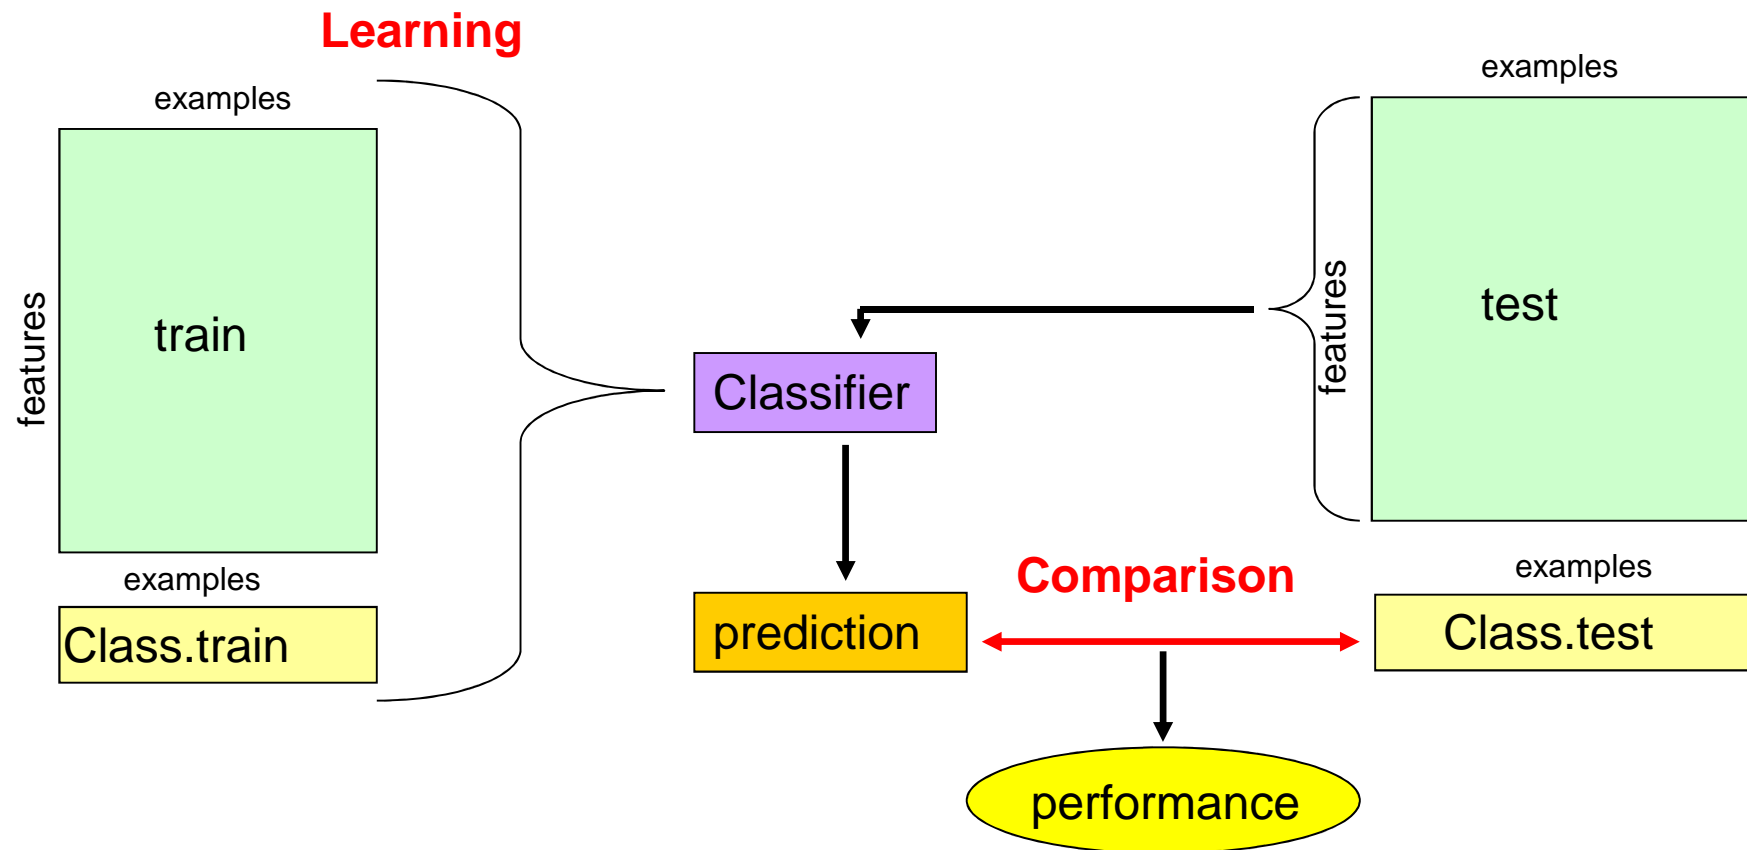 Learning
examples
features
train
examples
Class.train
Classifier
prediction
Comparison
performance
examples
features
test
examples
Class.test